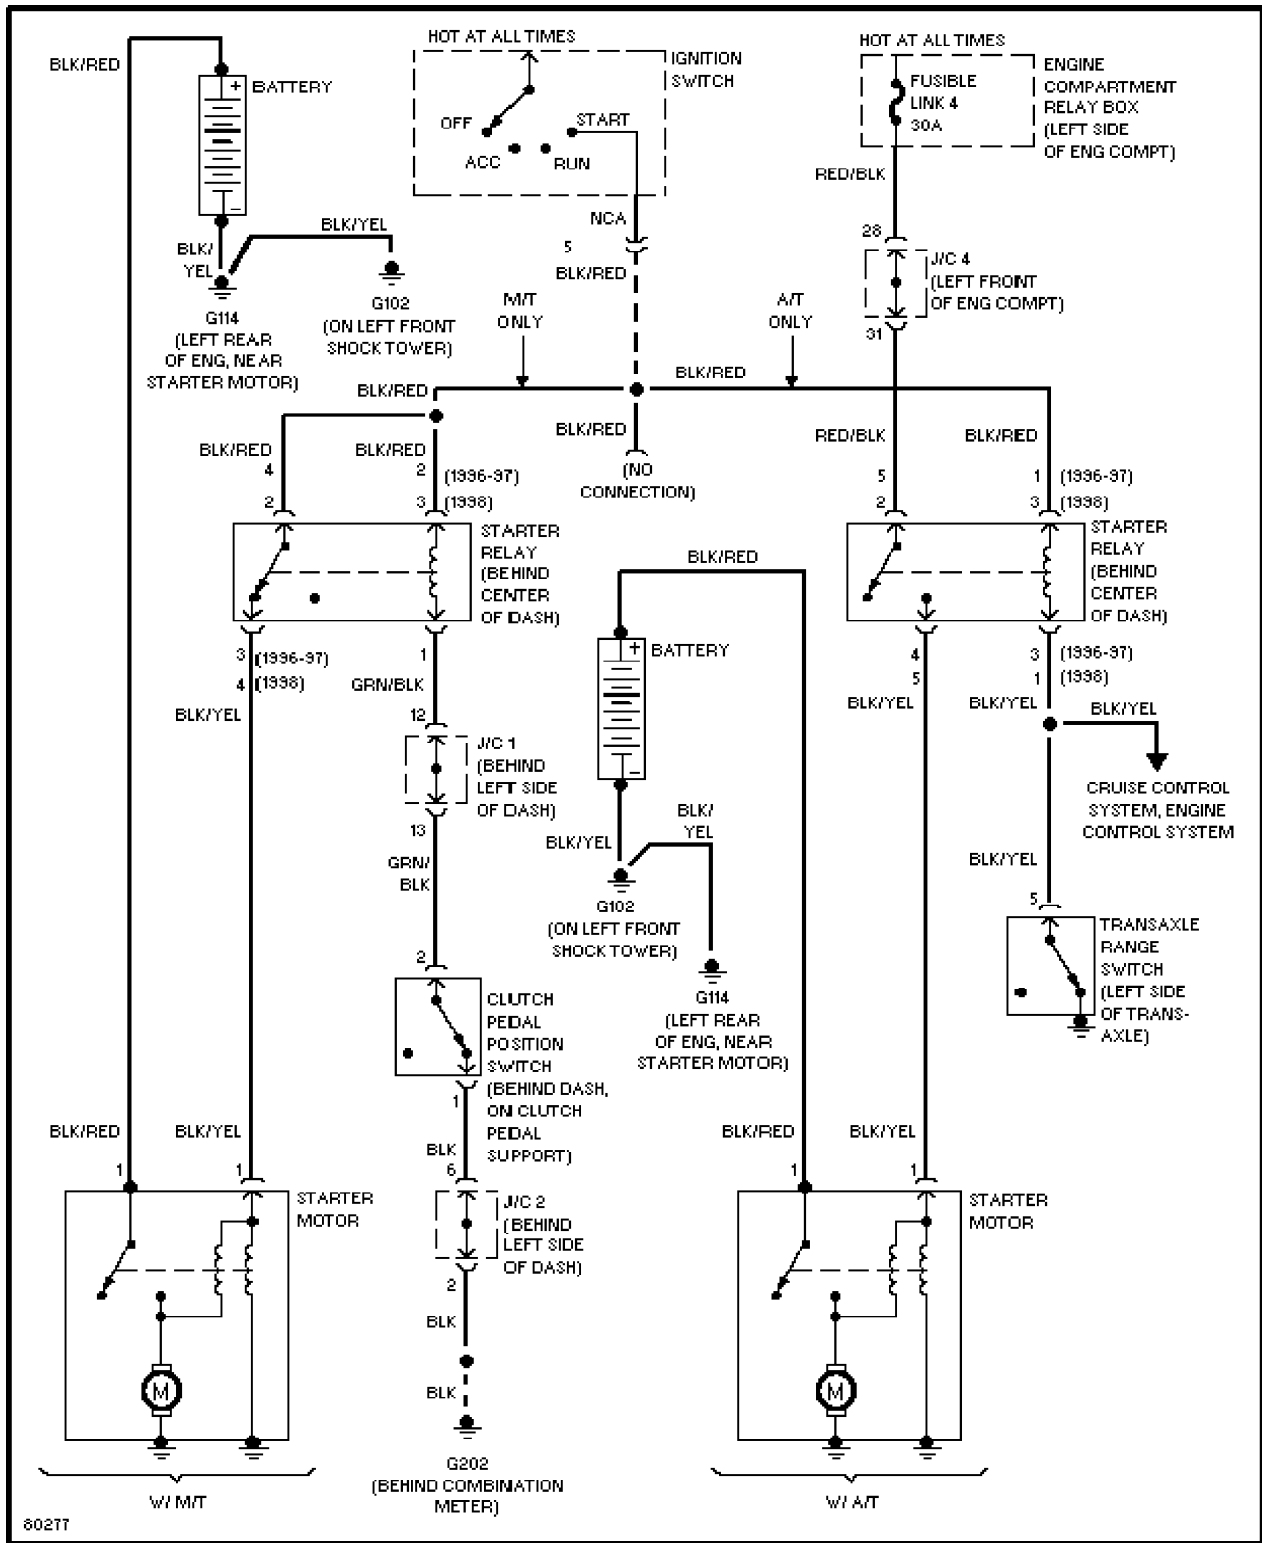 HOT AT ALL TIMES
HOT AT ALL TIMES
BLK/RED
BATTERY
+
−
IGNITION
SWITCH
OFF
START
ACC
RUN
FUSIBLE
LINK 4
30A
ENGINE
COMPARTMENT
RELAY BOX
(LEFT SIDE
OF ENG COMPT)
RED/BLK
BLK/YEL
BLK/
YEL
G114
(LEFT REAR
OF ENG, NEAR
STARTER MOTOR)
G102
(ON LEFT FRONT
SHOCK TOWER)
NCA
5
BLK/RED
M/T
ONLY
A/T
ONLY
28
J/C 4
(LEFT FRONT
OF ENG COMPT)
31
BLK/RED
BLK/RED
BLK/RED
BLK/RED
BLK/RED
RED/BLK
BLK/RED
4
2
2
(1996-97)
3
(1998)
(NO
CONNECTION)
5
2
1
(1996-97)
3
(1998)
STARTER
RELAY
(BEHIND
CENTER
OF DASH)
BLK/RED
STARTER
RELAY
(BEHIND
CENTER
OF DASH)
3
(1996-97)
4
(1998)
BLK/YEL
1
GRN/BLK
12
J/C 1
(BEHIND
LEFT SIDE
OF DASH)
13
GRN/
BLK
2
+
BATTERY
−
BLK/YEL
BLK/
YEL
G102
(ON LEFT FRONT
SHOCK TOWER)
G114
(LEFT REAR
OF ENG, NEAR
STARTER MOTOR)
4
5
BLK/YEL
3
(1996-97)
1
(1998)
BLK/YEL
BLK/YEL
CRUISE CONTROL
SYSTEM, ENGINE
CONTROL SYSTEM
BLK/YEL
5
TRANSAXLE
RANGE
SWITCH
(LEFT SIDE
OF TRANS-
AXLE)
CLUTCH
PEDAL
POSITION
SWITCH
(BEHIND DASH,
ON CLUTCH
PEDAL
SUPPORT)
1
BLK
6
J/C 2
(BEHIND
LEFT SIDE
OF DASH)
2
BLK
BLK
G202
(BEHIND COMBINATION
METER)
BLK/RED
BLK/YEL
1
1
STARTER
MOTOR
M
W/ M/T
BLK/RED
BLK/YEL
1
1
STARTER
MOTOR
M
W/ A/T
80277